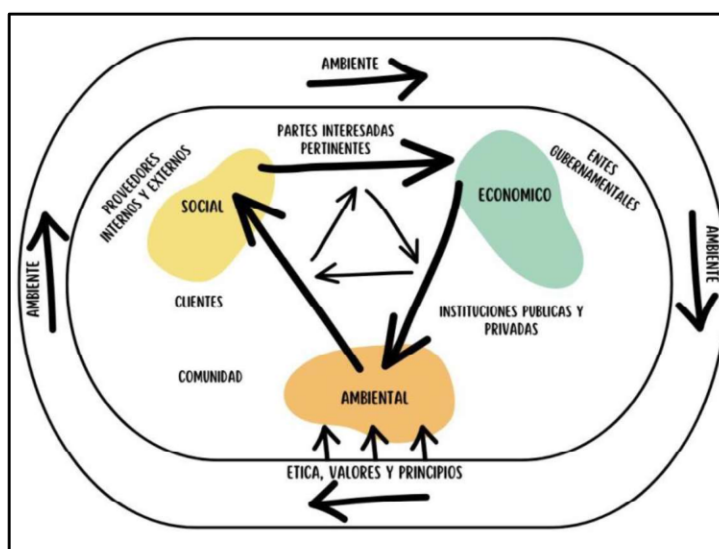 AMBIENTE
PARTES INTERESADAS
PERTINENTES
PROVEEDORES
INTERNOS Y EXTERNOS
ENTES
GUBERNAMENTALES
SOCIAL
ECONOMICO
AMBIENTE
AMBIENTE
CLIENTES
INSTITUCIONES PUBLICAS Y
PRIVADAS
COMUNIDAD
AMBIENTAL
ETICA, VALORES Y PRINCIPIOS